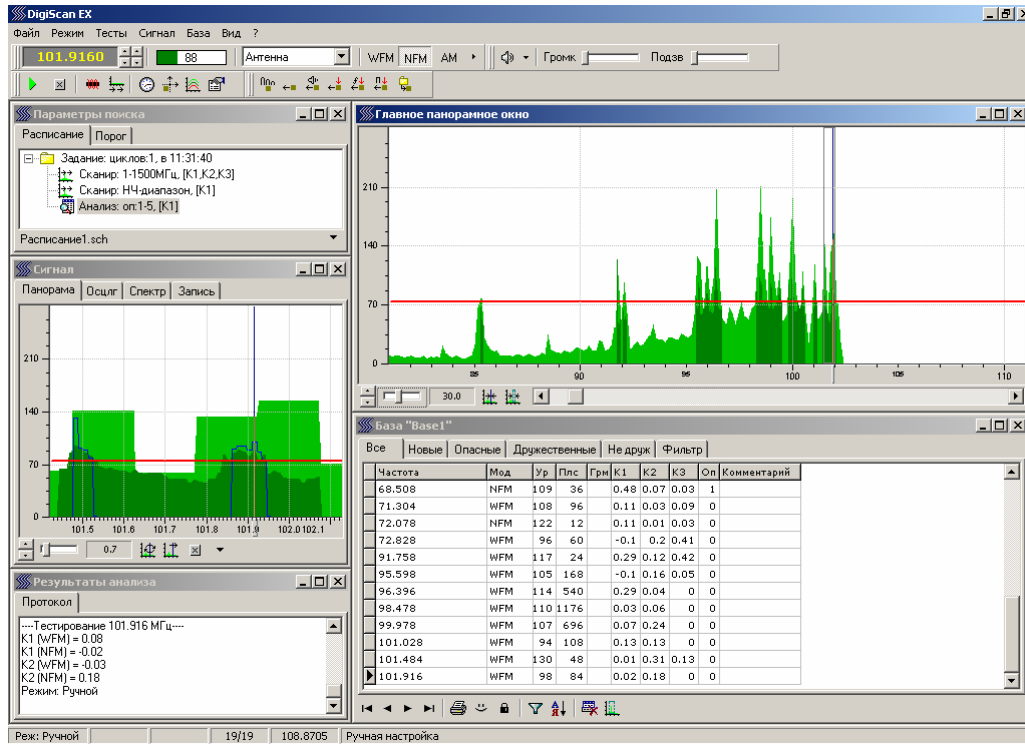 DigiScan EX
Файл Режим Тесты Сигнал База Вид ?
101.9160 88 Антенна WFM NFM AM Громк Подзв
Параметры поиска
Расписание Порог
Задание: циклов:1, в 11:31:40
Сканир: 1-1500МГц, [K1,K2,K3]
Сканир: НЧ-диапазон, [K1]
Анализ: оп:1-5, [K1]
Расписание1.sch
Сигнал
Панорама Осцлг Спектр Запись
210
140
70
0
101.5 101.6 101.7 101.8 101.9 102.0 102.1
0.7
Результаты анализа
Протокол
----Тестирование 101.916 МГц----
K1 (WFM) = 0.08
K1 (NFM) = -0.02
K2 (WFM) = -0.03
K2 (NFM) = 0.18
Режим: Ручной
Главное панорамное окно
210
140
70
0
85 90 95 100 105 110
30.0
База "Base1"
Все Новые Опасные Дружественные Не друж Фильтр
Частота Мод Ур Плс Грм K1 K2 K3 Оп Комментарий
68.508 NFM 109 36 0.48 0.07 0.03 1
71.304 WFM 108 96 0.11 0.03 0.09 0
72.078 NFM 122 12 0.11 0.01 0.03 0
72.828 WFM 96 60 -0.1 0.2 0.41 0
91.758 WFM 117 24 0.29 0.12 0.42 0
95.598 WFM 105 168 -0.1 0.16 0.05 0
96.396 WFM 114 540 0.29 0.04 0 0
98.478 WFM 110 1176 0.03 0.06 0 0
99.978 WFM 107 696 0.07 0.24 0 0
101.028 WFM 94 108 0.13 0.13 0 0
101.484 WFM 130 48 0.01 0.31 0.13 0
101.916 WFM 98 84 0.02 0.18 0 0
Реж: Ручной 19/19 108.8705 Ручная настройка